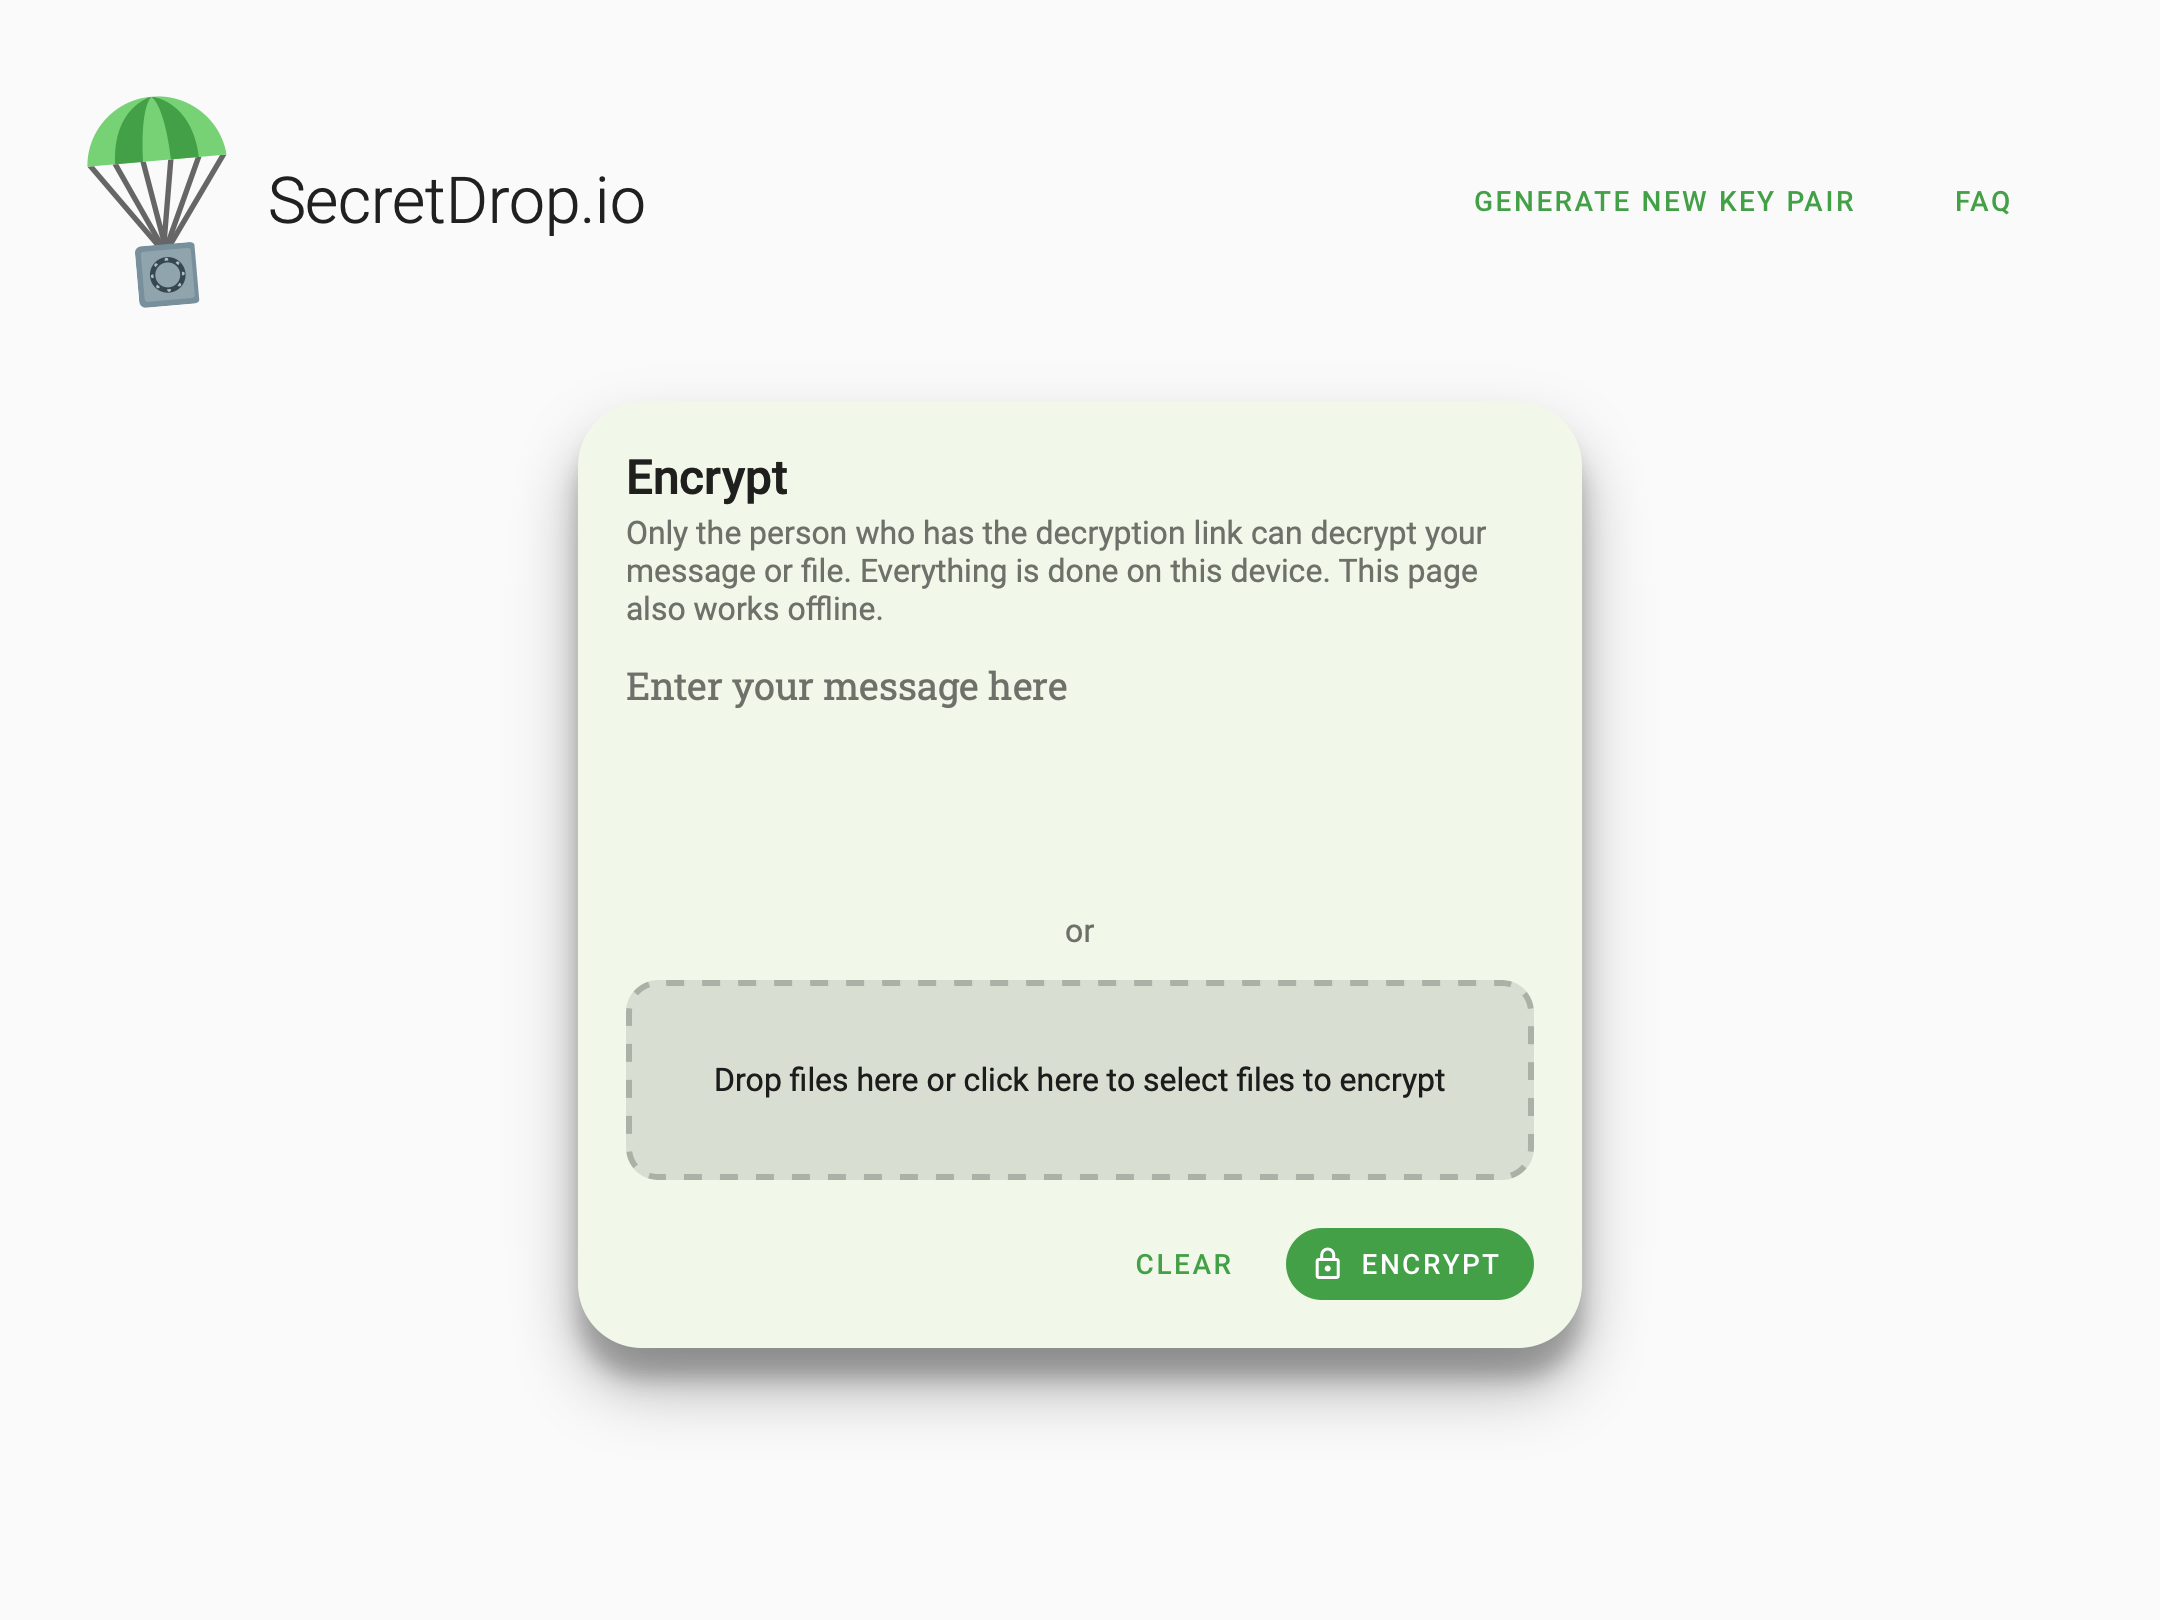 SecretDrop.io
GENERATE NEW KEY PAIR
FAQ
Encrypt
Only the person who has the decryption link can decrypt your
message or file. Everything is done on this device. This page
also works offline.
Enter your message here
or
Drop files here or click here to select files to encrypt
CLEAR
ENCRYPT